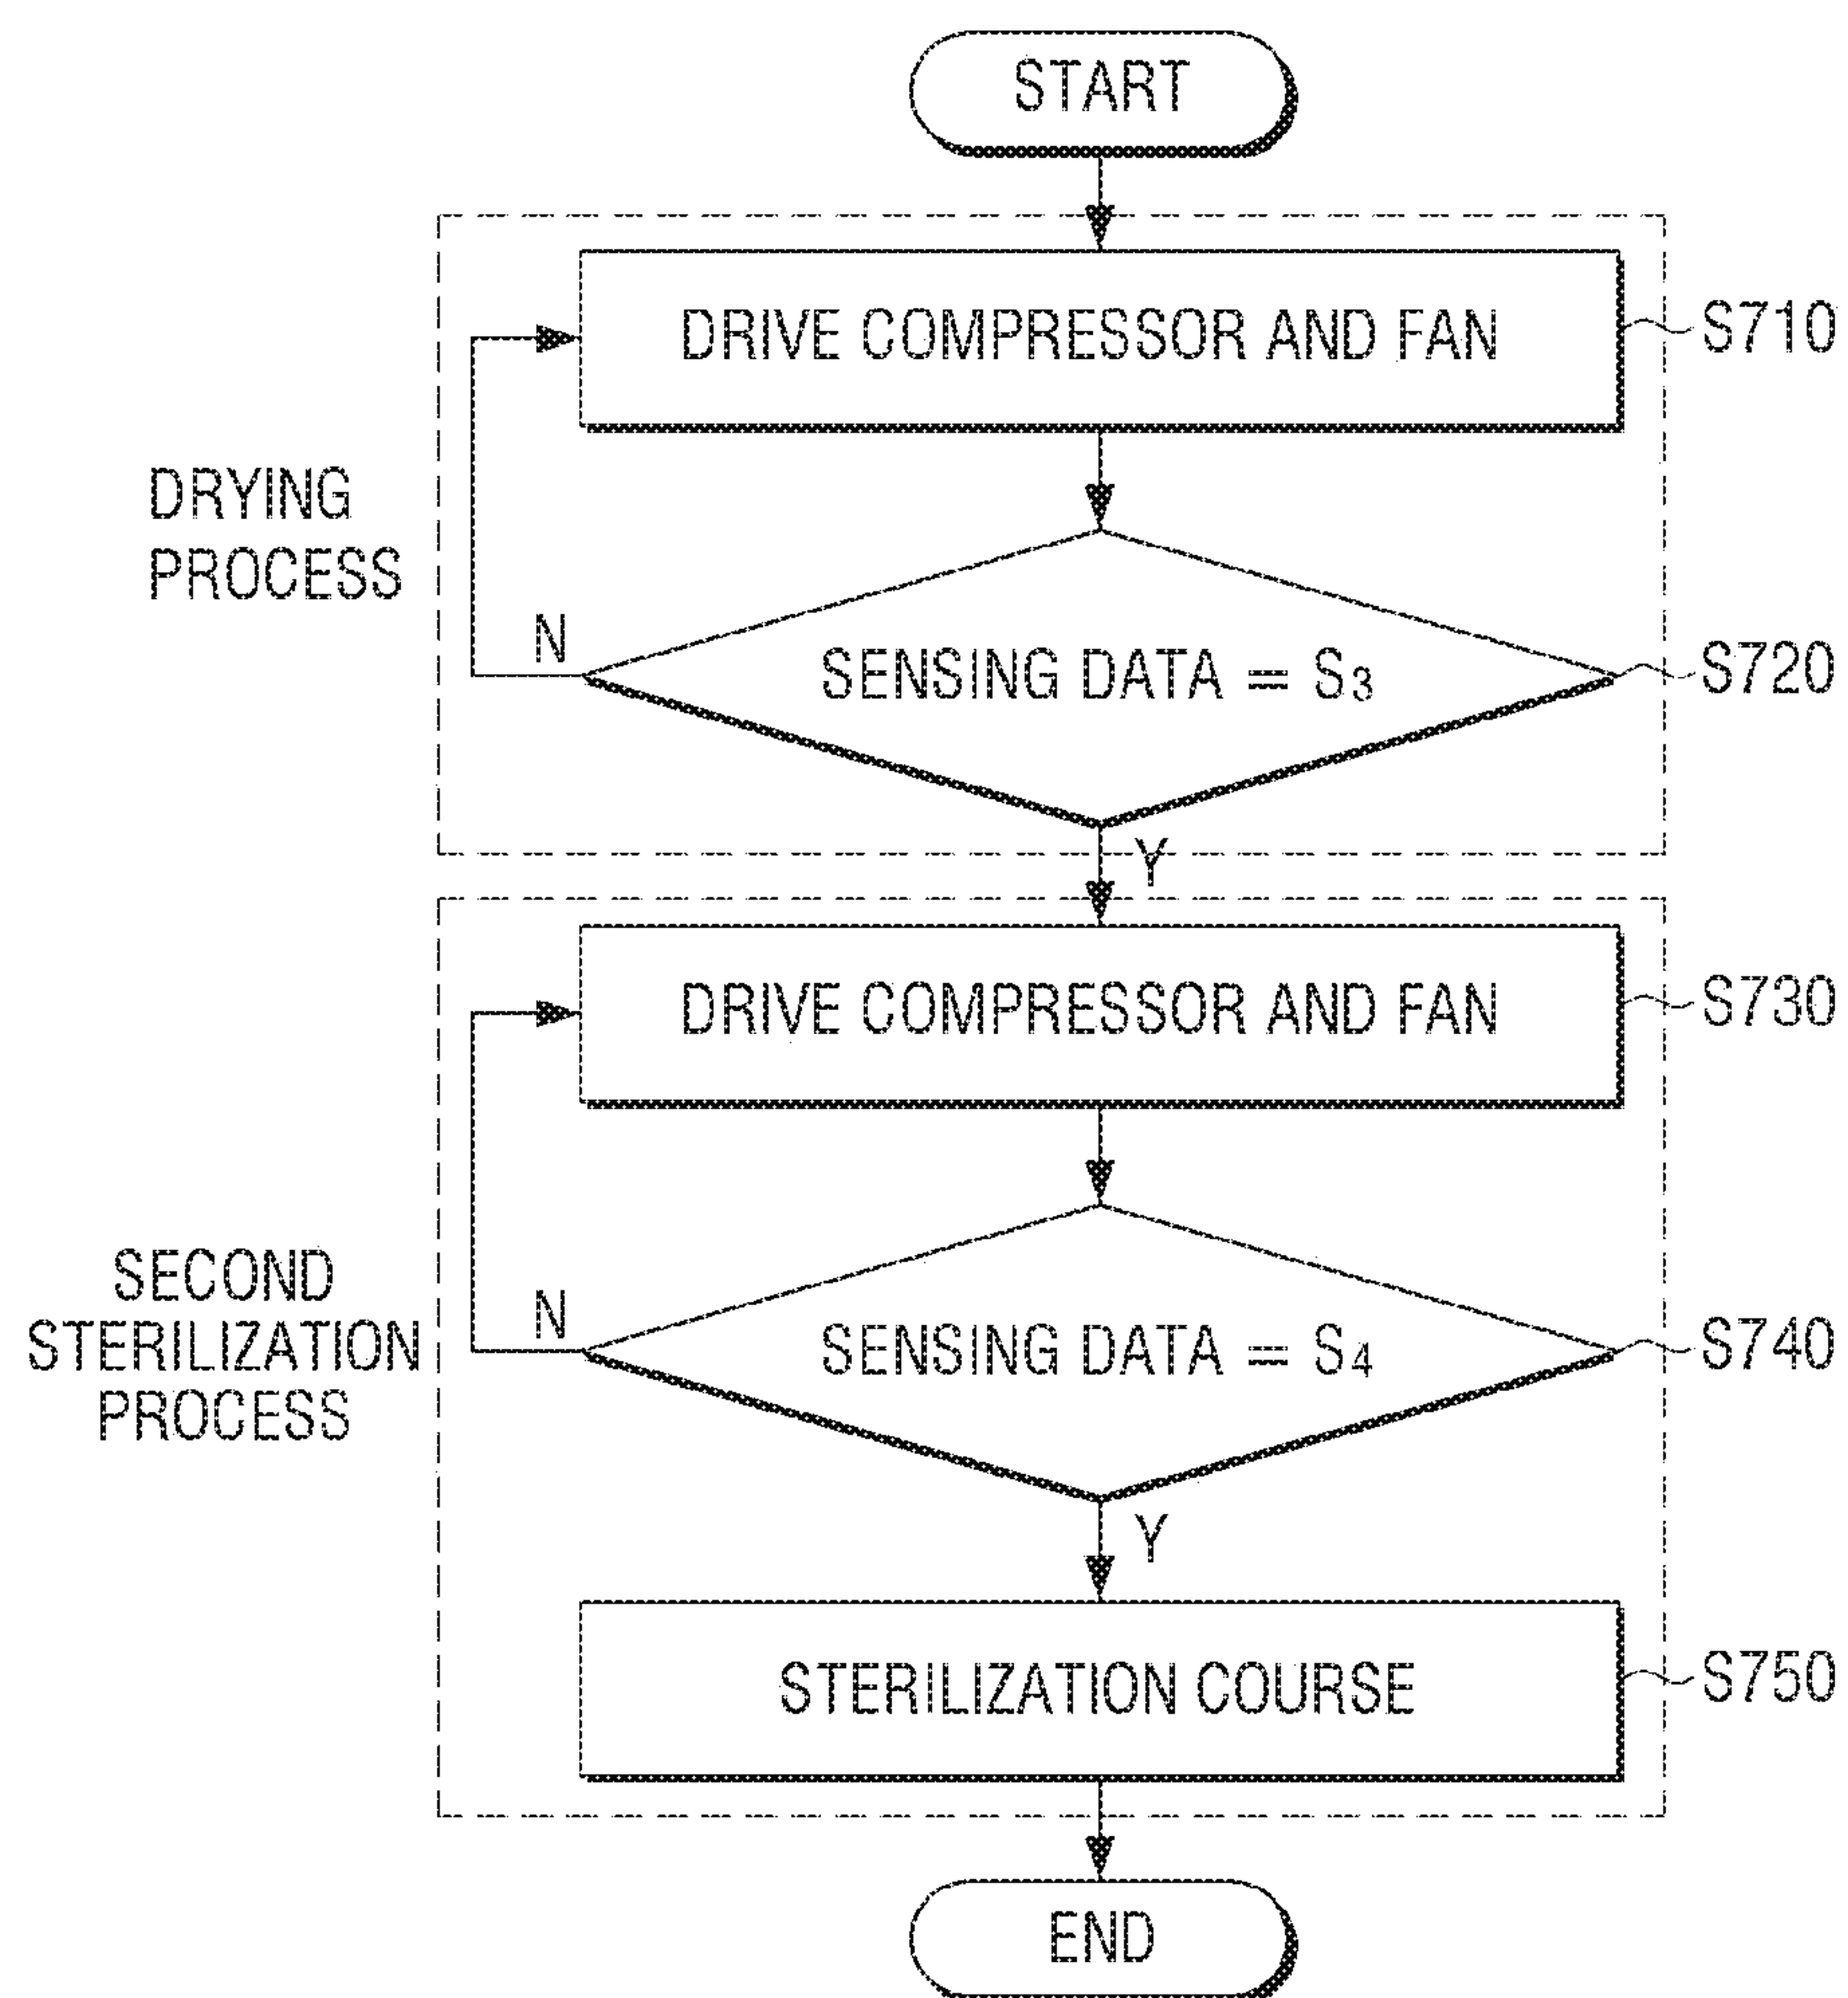 START
DRIVE COMPRESSOR AND FAN
S710
DRYING
PROCESS
N
SENSING DATA = S3
S720
Y
DRIVE COMPRESSOR AND FAN
S730
SECOND
STERILIZATION
PROCESS
N
SENSING DATA = S4
S740
Y
STERILIZATION COURSE
S750
END